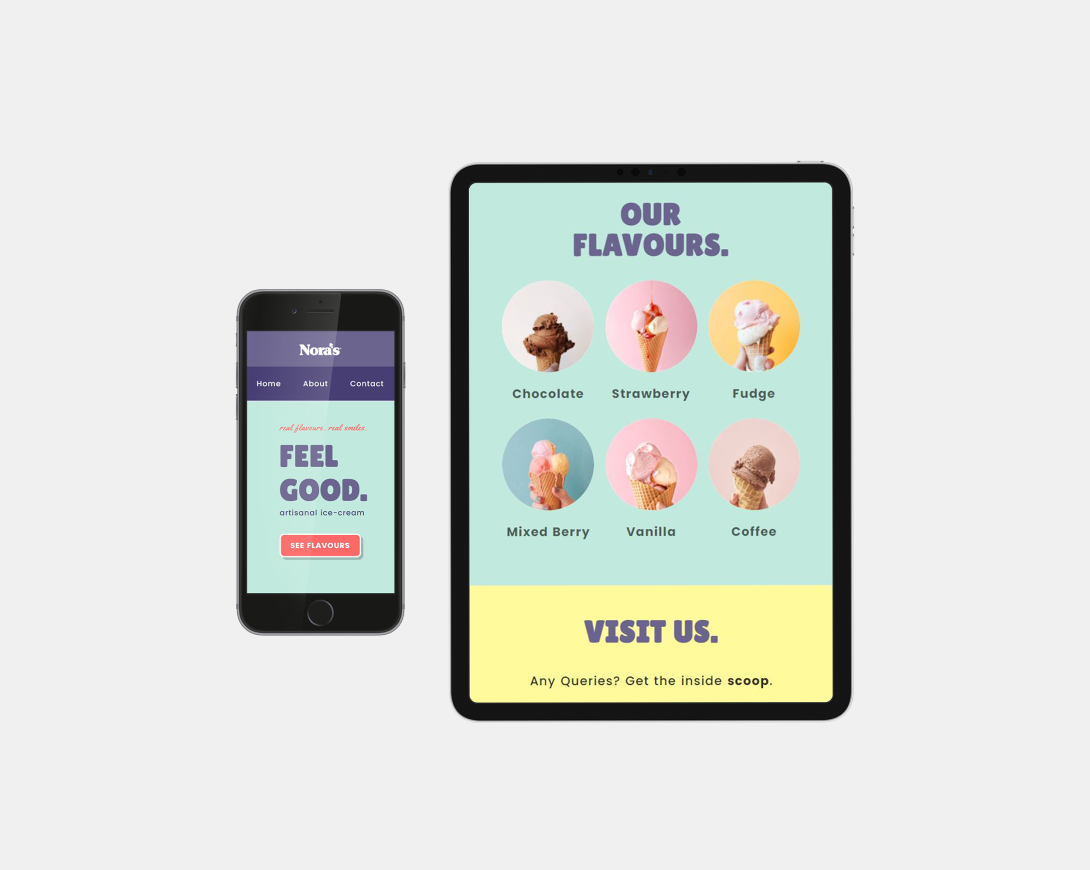 Nora's
Home About Contact
real flavours. real smiles.
FEEL
GOOD.
artisanal ice-cream
SEE FLAVOURS
OUR
FLAVOURS.
Chocolate Strawberry Fudge
Mixed Berry Vanilla Coffee
VISIT US.
Any Queries? Get the inside scoop.